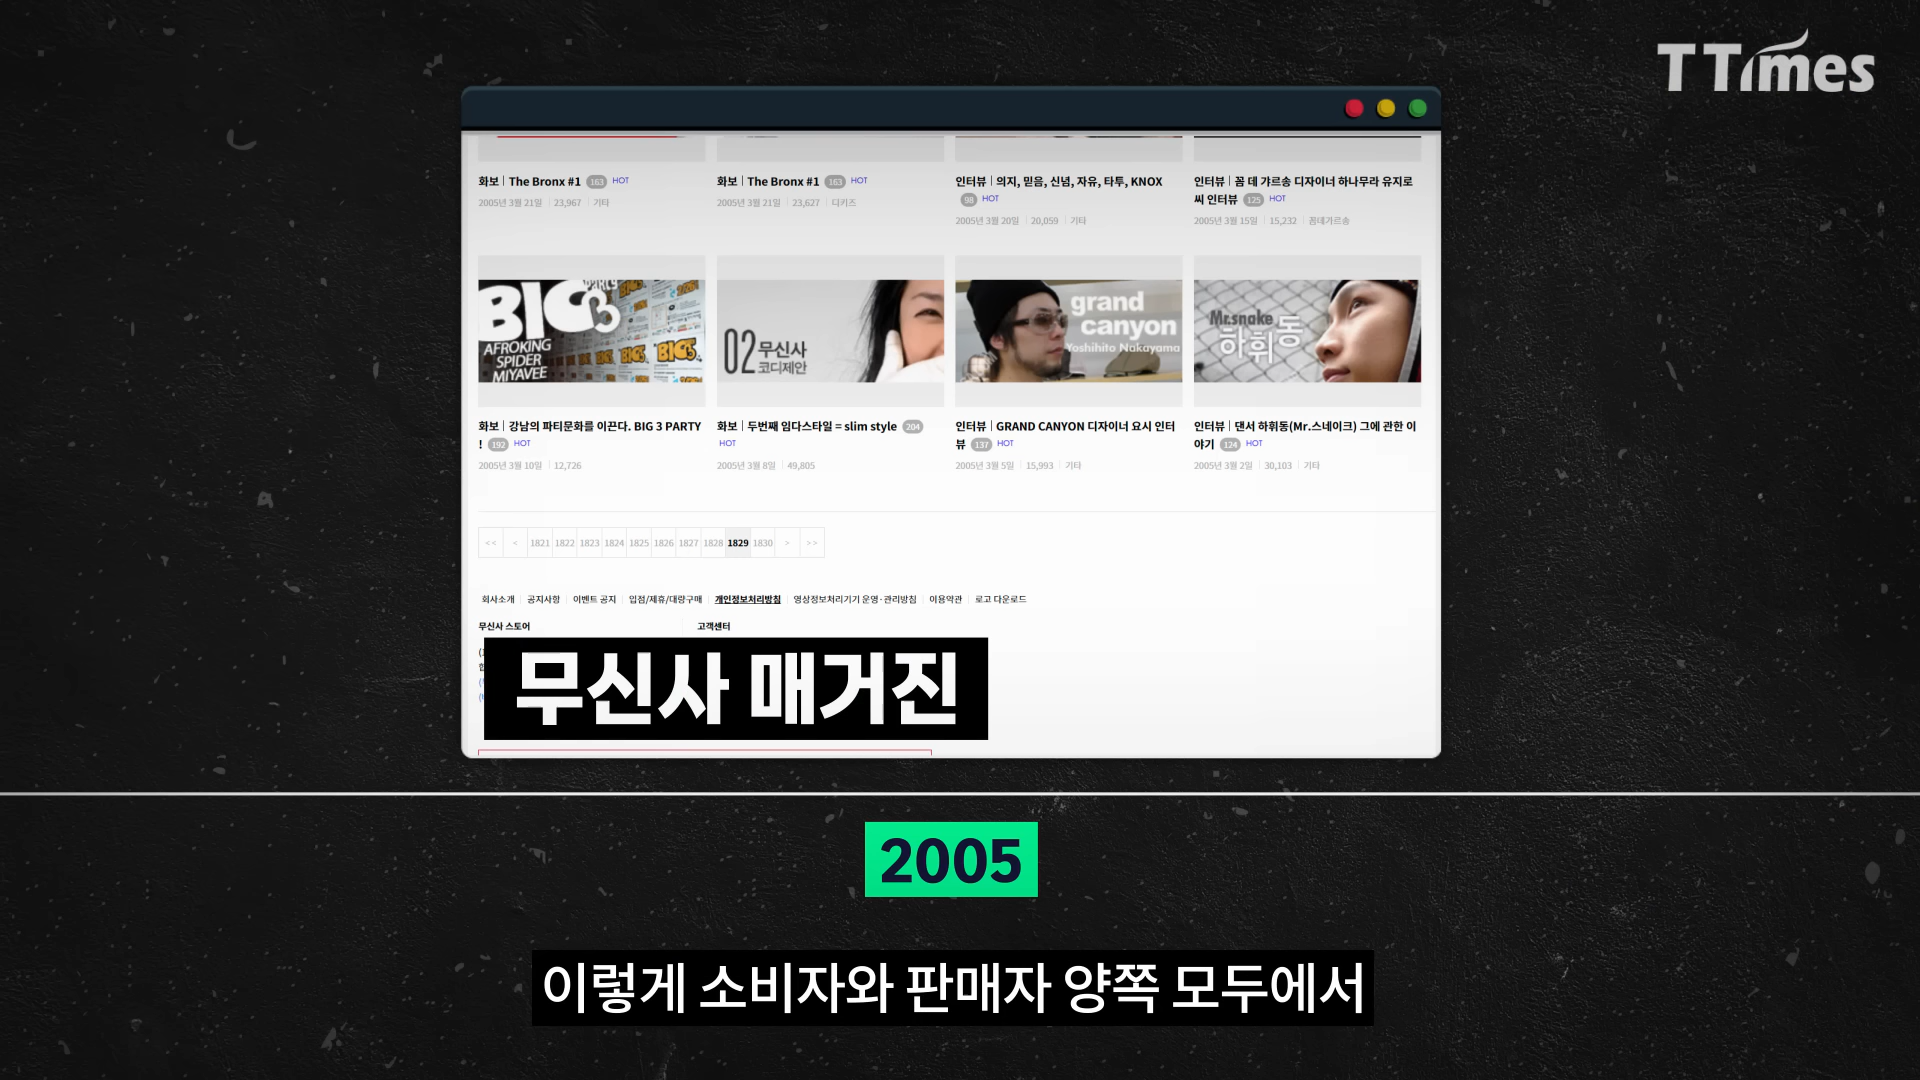 TTimes
화보 | The Bronx #1 163 HOT
2005년 3월 21일 | 23,967 | 기타
화보 | The Bronx #1 163 HOT
2005년 3월 21일 | 23,627 | 디키즈
인터뷰 | 의지, 믿음, 신념, 자유, 타투, KNOX
98 HOT
2005년 3월 20일 | 20,059 | 기타
인터뷰 | 꼼 데 가르송 디자이너 하나무라 유지로
씨 인터뷰 125 HOT
2005년 3월 15일 | 15,232 | 꼼데가르송
BIG3
PARTY
AFROKING
SPIDER
MIYAVEE
02 무신사
코디제안
grand
canyon
Yoshihito Nakayama
Mr.snake
하휘동
화보 | 강남의 파티문화를 이끈다. BIG 3 PARTY
! 192 HOT
2005년 3월 10일 | 12,726
화보 | 두번째 임다스타일 = slim style 204
HOT
2005년 3월 8일 | 49,805
인터뷰 | GRAND CANYON 디자이너 요시 인터
뷰 137 HOT
2005년 3월 5일 | 15,993 | 기타
인터뷰 | 댄서 하휘동(Mr.스네이크) 그에 관한 이
야기 124 HOT
2005년 3월 2일 | 30,103 | 기타
<< < 1821 1822 1823 1824 1825 1826 1827 1828 1829 1830 > >>
회사소개 | 공지사항 | 이벤트 공지 | 입점/제휴/대량구매 | 개인정보처리방침 | 영상정보처리기기 운영·관리방침 | 이용약관 | 로고 다운로드
무신사 스토어
고객센터
무신사 매거진
2005
이렇게 소비자와 판매자 양쪽 모두에서